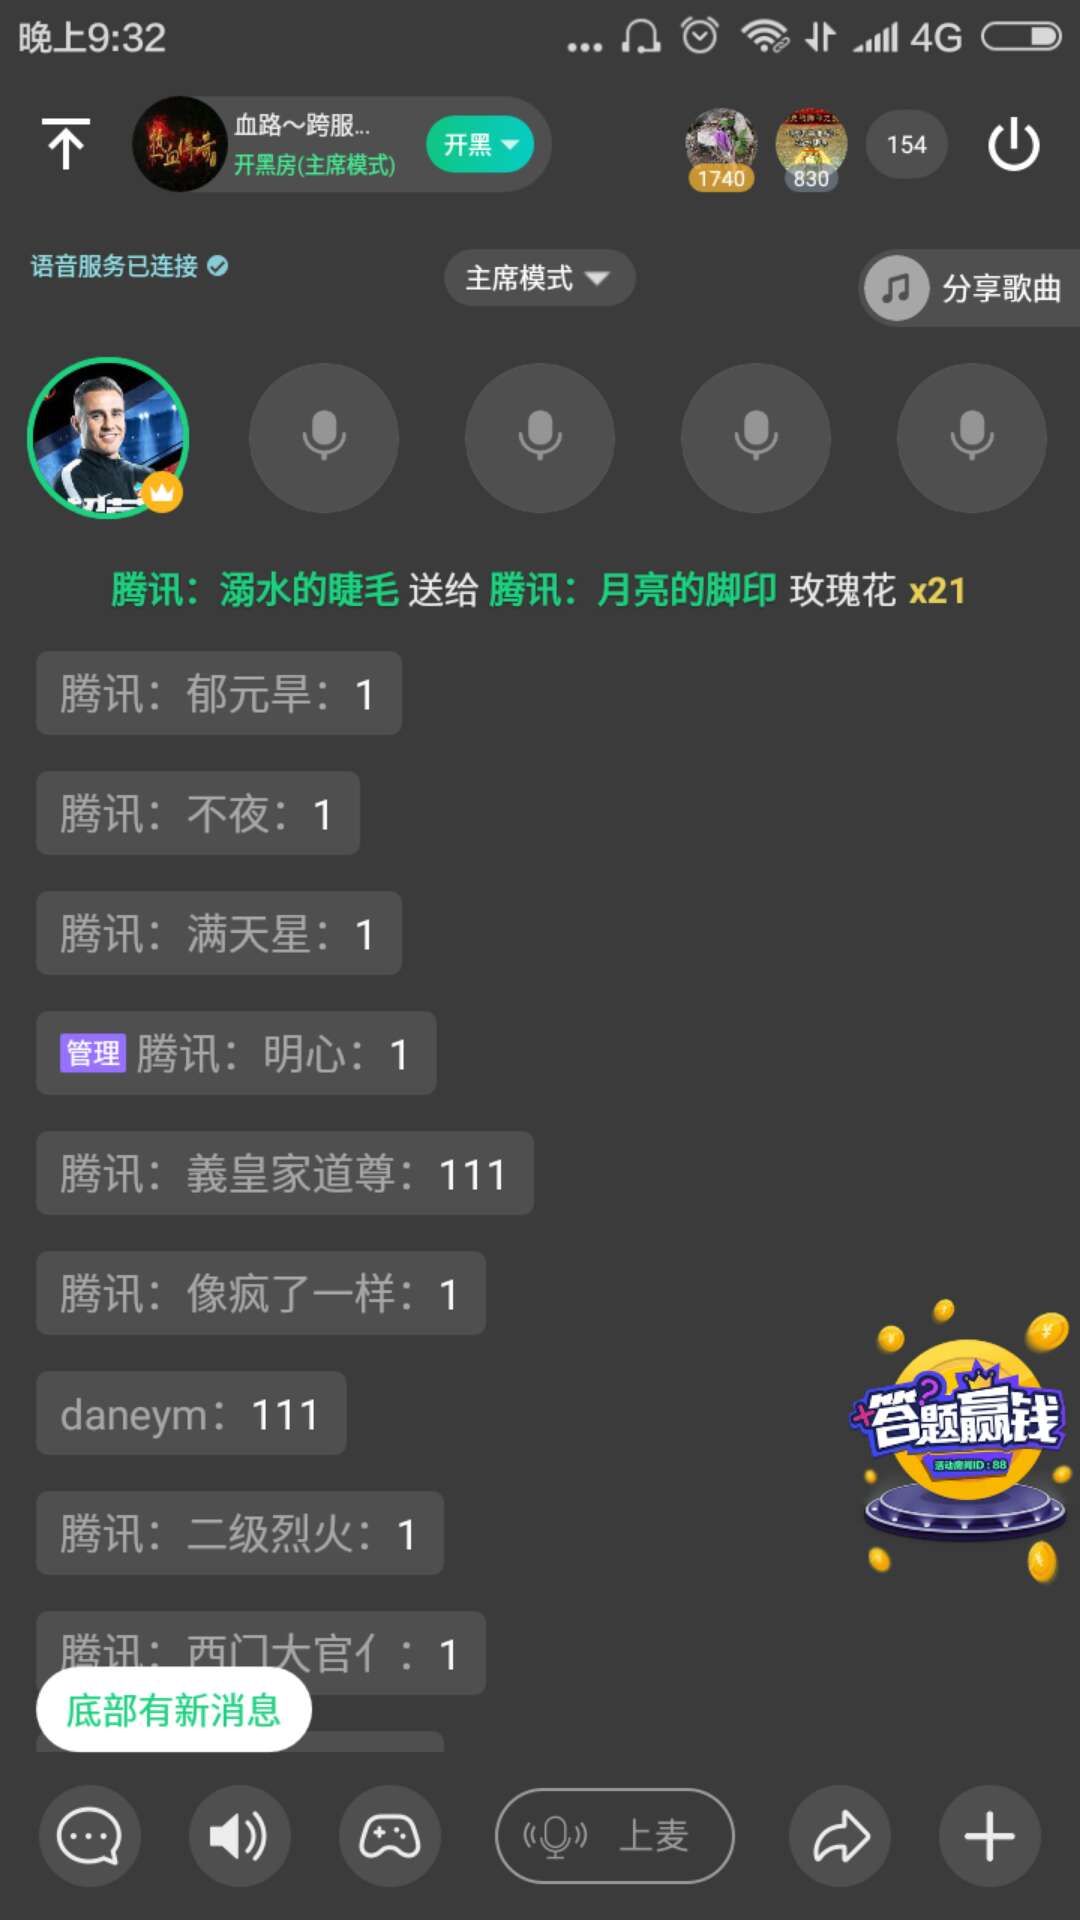 晚上9:32
4G
热血传奇
血路～跨服...
开黑房(主席模式)
开黑
1740
830
154
语音服务已连接
主席模式
分享歌曲
腾讯：溺水的睫毛 送给 腾讯：月亮的脚印 玫瑰花 x21
腾讯：郁元旱：1
腾讯：不夜：1
腾讯：满天星：1
管理 腾讯：明心：1
腾讯：義皇家道尊：111
腾讯：像疯了一样：1
daneym：111
腾讯：二级烈火：1
腾讯：西门大官亻：1
答题赢钱
活动房间ID:88
底部有新消息
上麦